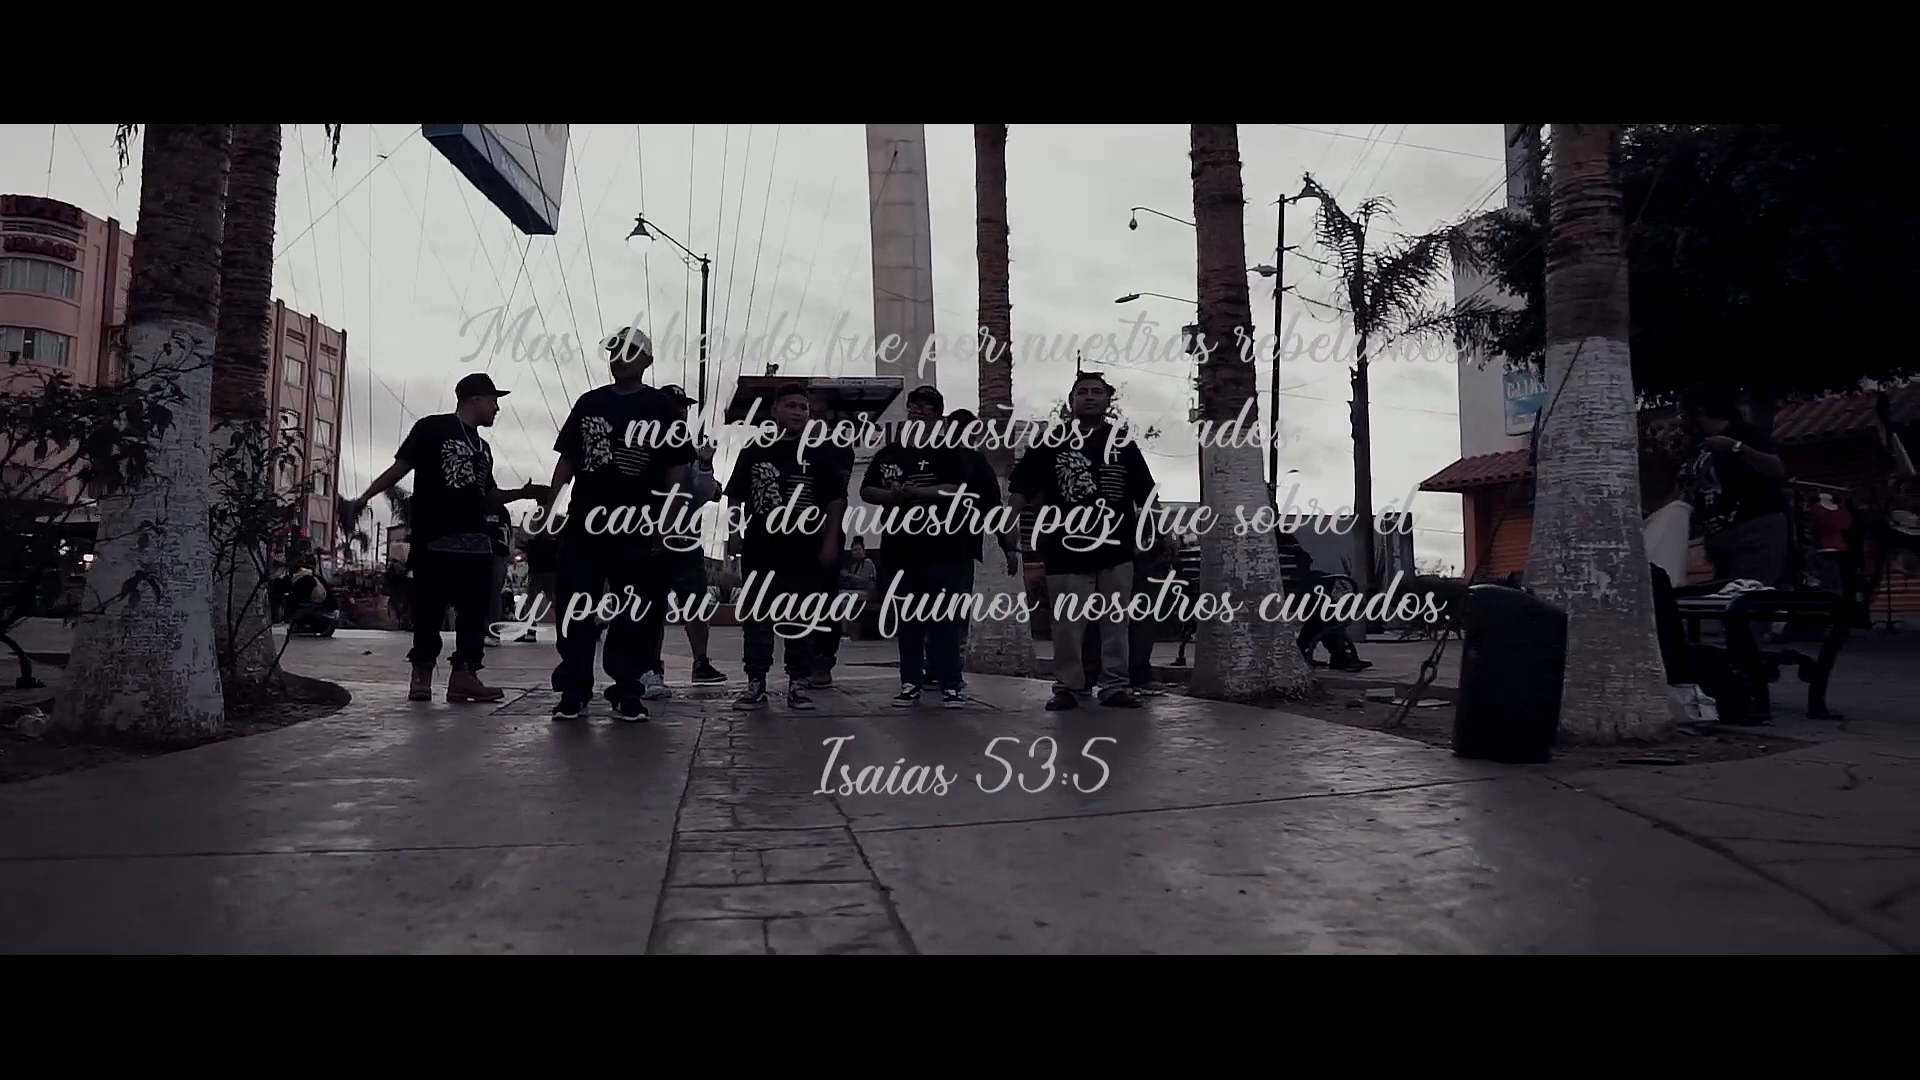 Mas el herido fue por nuestras rebeliones,
molido por nuestros pecados;
el castigo de nuestra paz fue sobre él
y por su llaga fuimos nosotros curados.
Isaías 53:5